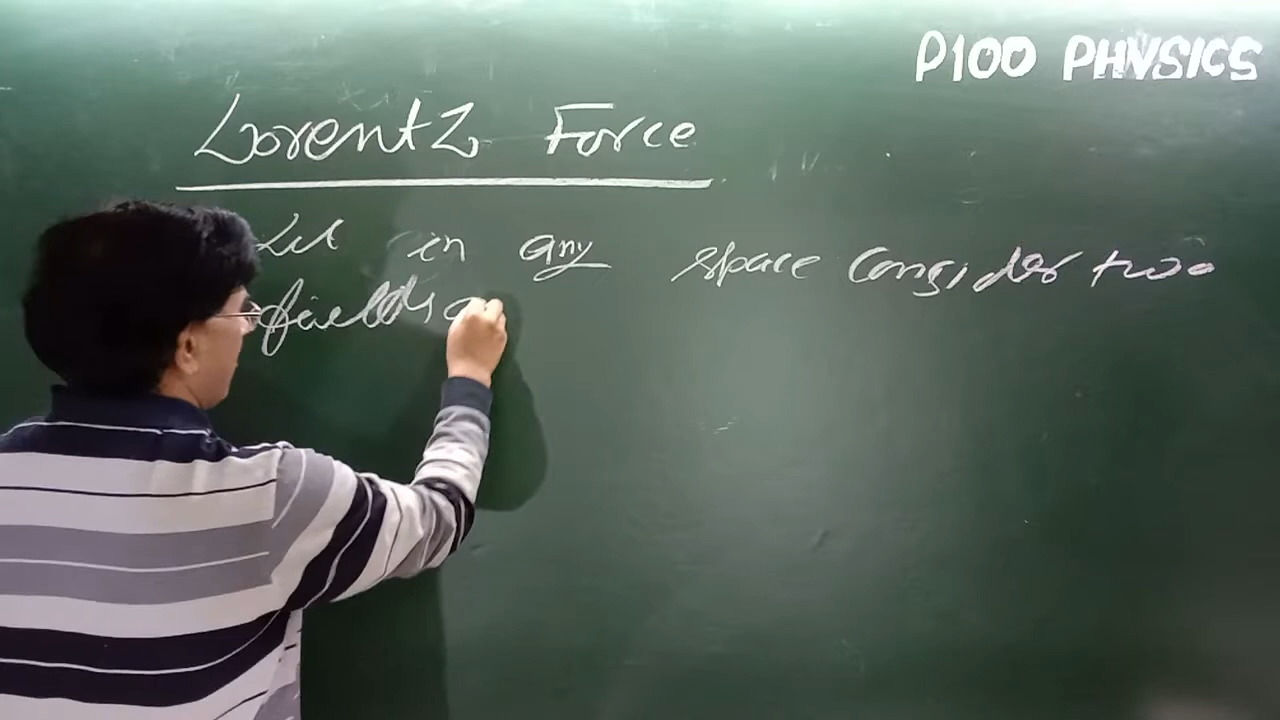 P100 PHYSICS
Lorentz Force
Let in any space Consider two
fields